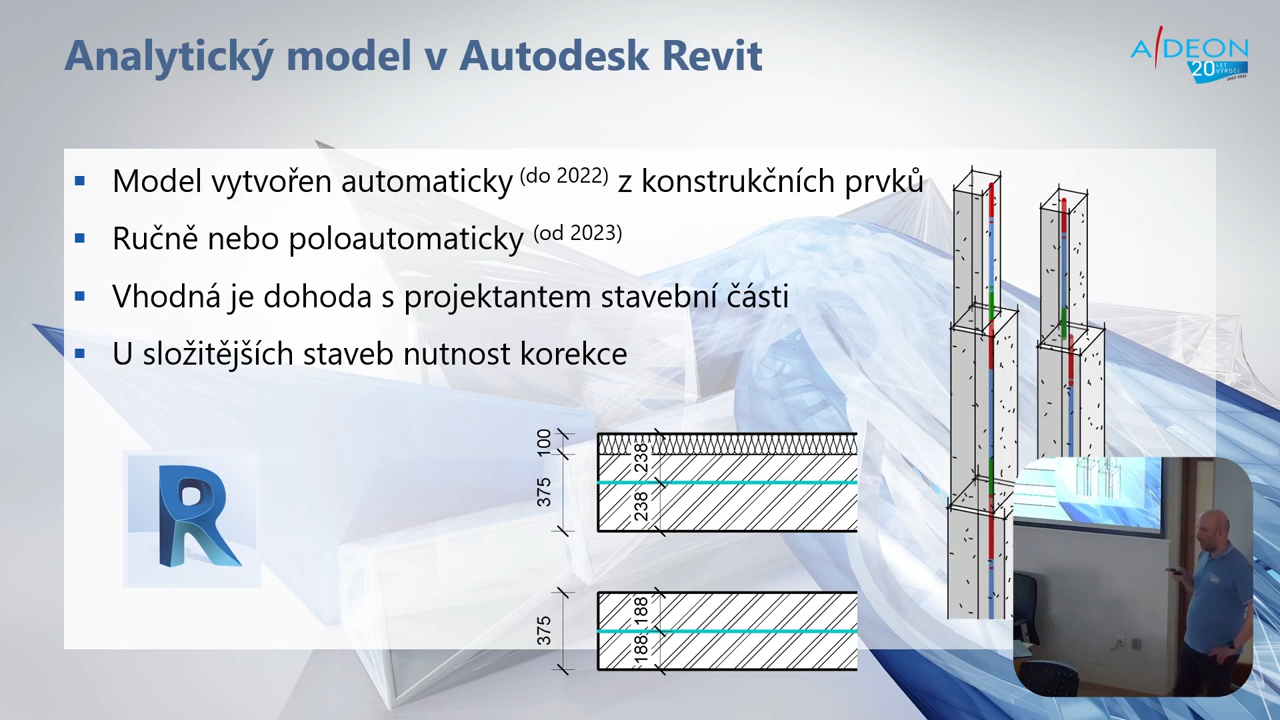 Analytický model v Autodesk Revit
ADEON
20 LET
VÝROČÍ
Model vytvořen automaticky (do 2022) z konstrukčních prvků
Ručně nebo poloautomaticky (od 2023)
Vhodná je dohoda s projektantem stavební části
U složitějších staveb nutnost korekce
100
375
238
238
375
188
188